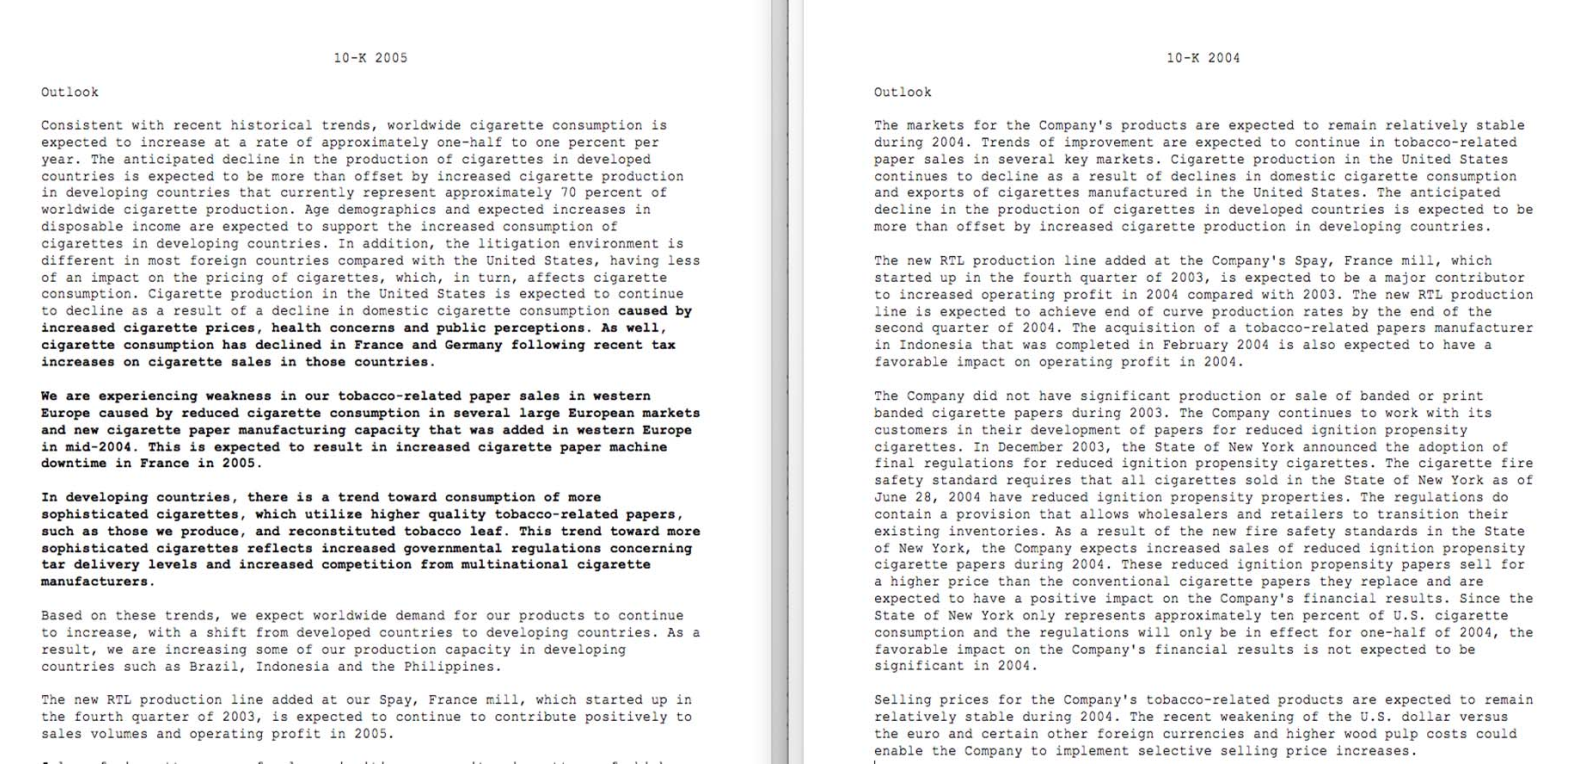 10-K 2005
Outlook
Consistent with recent historical trends, worldwide cigarette consumption is
expected to increase at a rate of approximately one-half to one percent per
year. The anticipated decline in the production of cigarettes in developed
countries is expected to be more than offset by increased cigarette production
in developing countries that currently represent approximately 70 percent of
worldwide cigarette production. Age demographics and expected increases in
disposable income are expected to support the increased consumption of
cigarettes in developing countries. In addition, the litigation environment is
different in most foreign countries compared with the United States, having less
of an impact on the pricing of cigarettes, which, in turn, affects cigarette
consumption. Cigarette production in the United States is expected to continue
to decline as a result of a decline in domestic cigarette consumption caused by
increased cigarette prices, health concerns and public perceptions. As well,
cigarette consumption has declined in France and Germany following recent tax
increases on cigarette sales in those countries.
We are experiencing weakness in our tobacco-related paper sales in western
Europe caused by reduced cigarette consumption in several large European markets
and new cigarette paper manufacturing capacity that was added in western Europe
in mid-2004. This is expected to result in increased cigarette paper machine
downtime in France in 2005.
In developing countries, there is a trend toward consumption of more
sophisticated cigarettes, which utilize higher quality tobacco-related papers,
such as those we produce, and reconstituted tobacco leaf. This trend toward more
sophisticated cigarettes reflects increased governmental regulations concerning
tar delivery levels and increased competition from multinational cigarette
manufacturers.
Based on these trends, we expect worldwide demand for our products to continue
to increase, with a shift from developed countries to developing countries. As a
result, we are increasing some of our production capacity in developing
countries such as Brazil, Indonesia and the Philippines.
The new RTL production line added at our Spay, France mill, which started up in
the fourth quarter of 2003, is expected to continue to contribute positively to
sales volumes and operating profit in 2005.
10-K 2004
Outlook
The markets for the Company's products are expected to remain relatively stable
during 2004. Trends of improvement are expected to continue in tobacco-related
paper sales in several key markets. Cigarette production in the United States
continues to decline as a result of declines in domestic cigarette consumption
and exports of cigarettes manufactured in the United States. The anticipated
decline in the production of cigarettes in developed countries is expected to be
more than offset by increased cigarette production in developing countries.
The new RTL production line added at the Company's Spay, France mill, which
started up in the fourth quarter of 2003, is expected to be a major contributor
to increased operating profit in 2004 compared with 2003. The new RTL production
line is expected to achieve end of curve production rates by the end of the
second quarter of 2004. The acquisition of a tobacco-related papers manufacturer
in Indonesia that was completed in February 2004 is also expected to have a
favorable impact on operating profit in 2004.
The Company did not have significant production or sale of banded or print
banded cigarette papers during 2003. The Company continues to work with its
customers in their development of papers for reduced ignition propensity
cigarettes. In December 2003, the State of New York announced the adoption of
final regulations for reduced ignition propensity cigarettes. The cigarette fire
safety standard requires that all cigarettes sold in the State of New York as of
June 28, 2004 have reduced ignition propensity properties. The regulations do
contain a provision that allows wholesalers and retailers to transition their
existing inventories. As a result of the new fire safety standards in the State
of New York, the Company expects increased sales of reduced ignition propensity
cigarette papers during 2004. These reduced ignition propensity papers sell for
a higher price than the conventional cigarette papers they replace and are
expected to have a positive impact on the Company's financial results. Since the
State of New York only represents approximately ten percent of U.S. cigarette
consumption and the regulations will only be in effect for one-half of 2004, the
favorable impact on the Company's financial results is not expected to be
significant in 2004.
Selling prices for the Company's tobacco-related products are expected to remain
relatively stable during 2004. The recent weakening of the U.S. dollar versus
the euro and certain other foreign currencies and higher wood pulp costs could
enable the Company to implement selective selling price increases.